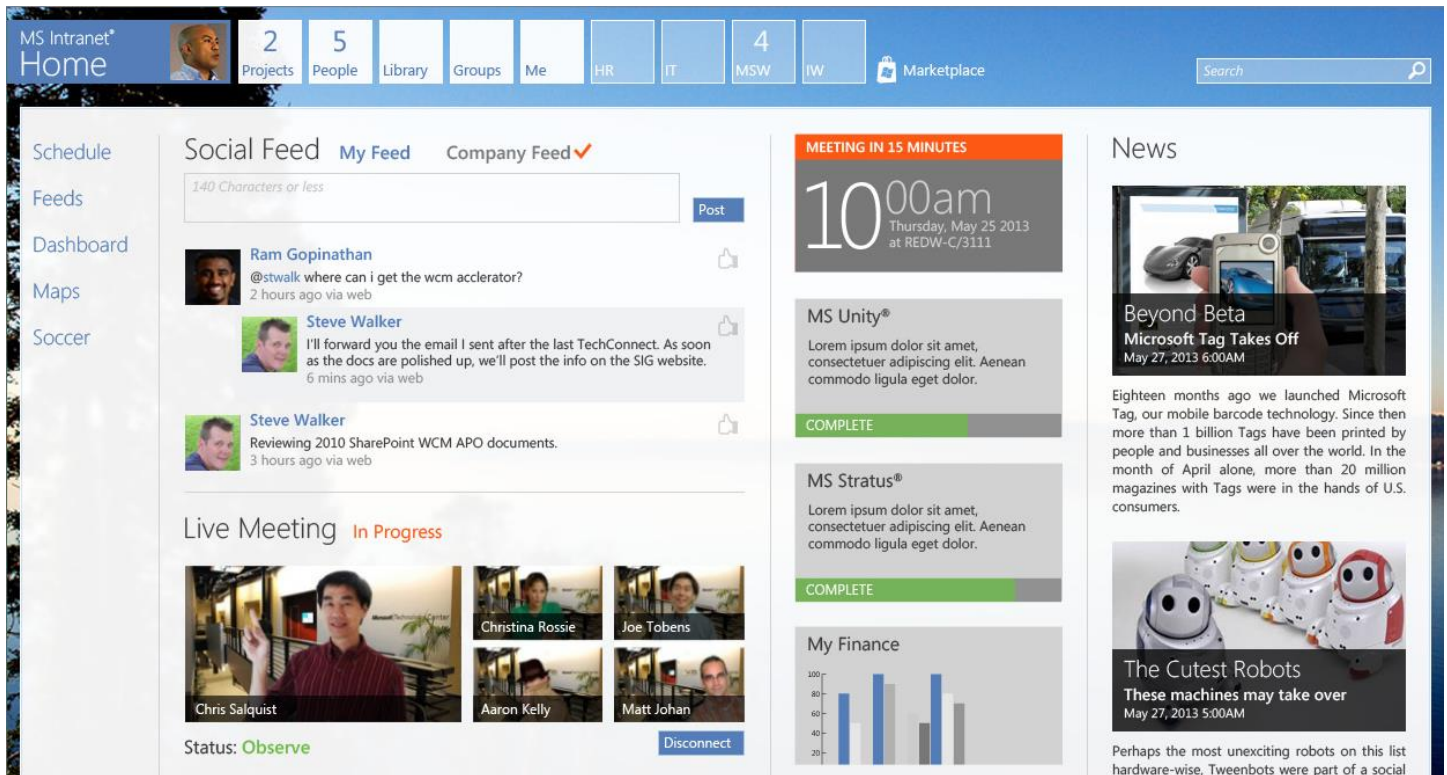 MS Intranet®
Home
2
Projects
5
People
Library
Groups
Me
HR
IT
4
MSW
IW
Marketplace
Search
Schedule
Feeds
Dashboard
Maps
Soccer
Social Feed My Feed Company Feed
140 Characters or less
Post
Ram Gopinathan
@stwalk where can i get the wcm acclerator?
2 hours ago via web
Steve Walker
I'll forward you the email I sent after the last TechConnect. As soon
as the docs are polished up, we'll post the info on the SIG website.
6 mins ago via web
Steve Walker
Reviewing 2010 SharePoint WCM APO documents.
3 hours ago via web
Live Meeting In Progress
Microsoft Technology Center
Chris Salquist
Christina Rossie
Joe Tobens
Aaron Kelly
Matt Johan
Status: Observe
Disconnect
MEETING IN 15 MINUTES
10 00am
Thursday, May 25 2013
at REDW-C/3111
MS Unity®
Lorem ipsum dolor sit amet,
consectetuer adipiscing elit. Aenean
commodo ligula eget dolor.
COMPLETE
MS Stratus®
Lorem ipsum dolor sit amet,
consectetuer adipiscing elit. Aenean
commodo ligula eget dolor.
COMPLETE
My Finance
100
80
60
40
20
News
Beyond Beta
Microsoft Tag Takes Off
May 27, 2013 6:00AM
Eighteen months ago we launched Microsoft
Tag, our mobile barcode technology. Since then
more than 1 billion Tags have been printed by
people and businesses all over the world. In the
month of April alone, more than 20 million
magazines with Tags were in the hands of U.S.
consumers.
The Cutest Robots
These machines may take over
May 27, 2013 5:00AM
Perhaps the most unexciting robots on this list
hardware-wise, Tweenbots were part of a social